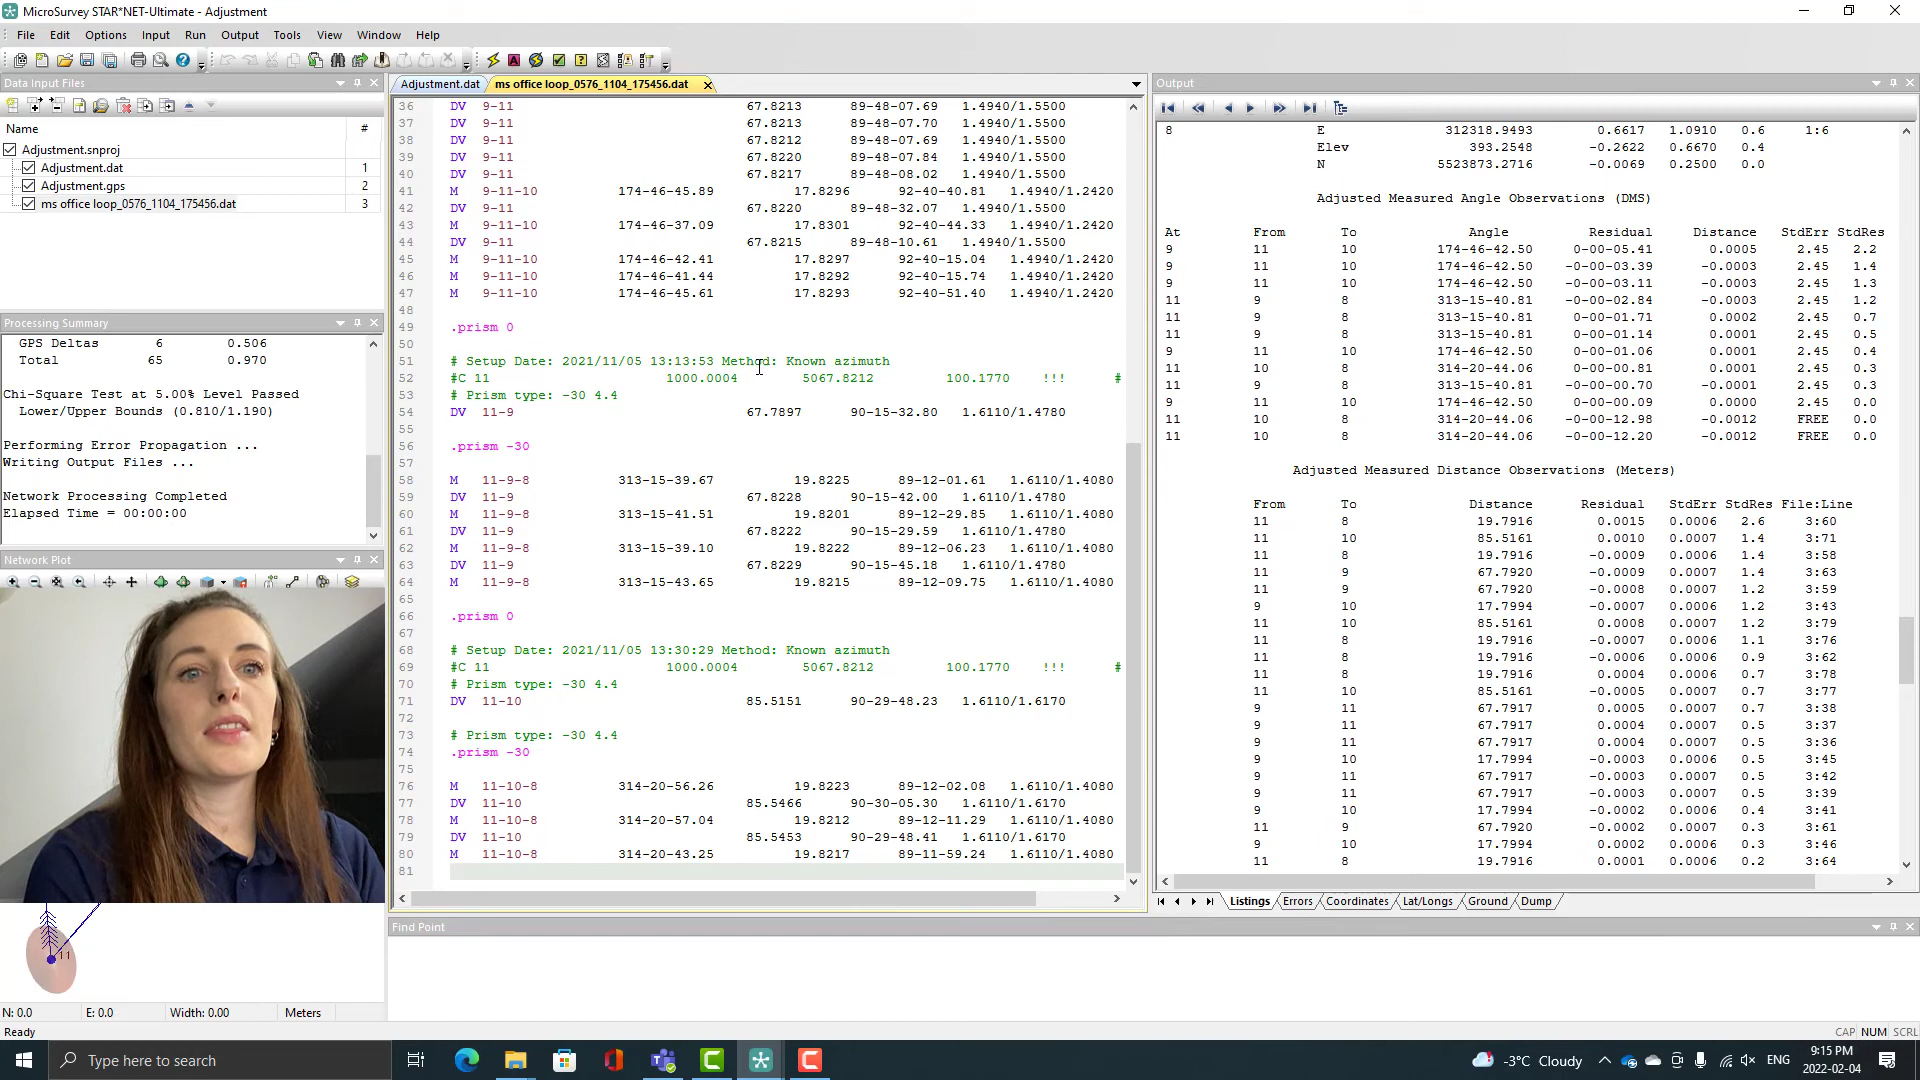 MicroSurvey STAR*NET-Ultimate - Adjustment
File Edit Options Input Run Output Tools View Window Help
Data Input Files
Name #
Adjustment.snproj
Adjustment.dat 1
Adjustment.gps 2
ms office loop_0576_1104_175456.dat 3
Processing Summary
GPS Deltas 6 0.506
Total 65 0.970
Chi-Square Test at 5.00% Level Passed
Lower/Upper Bounds (0.810/1.190)
Performing Error Propagation ...
Writing Output Files ...
Network Processing Completed
Elapsed Time = 00:00:00
Network Plot
11
N: 0.0 E: 0.0 Width: 0.00 Meters
Ready
Adjustment.dat ms office loop_0576_1104_175456.dat
36 DV 9-11 67.8213 89-48-07.69 1.4940/1.5500
37 DV 9-11 67.8213 89-48-07.70 1.4940/1.5500
38 DV 9-11 67.8212 89-48-07.69 1.4940/1.5500
39 DV 9-11 67.8220 89-48-07.84 1.4940/1.5500
40 DV 9-11 67.8217 89-48-08.02 1.4940/1.5500
41 M 9-11-10 174-46-45.89 17.8296 92-40-40.81 1.4940/1.2420
42 DV 9-11 67.8220 89-48-32.07 1.4940/1.5500
43 M 9-11-10 174-46-37.09 17.8301 92-40-44.33 1.4940/1.2420
44 DV 9-11 67.8215 89-48-10.61 1.4940/1.5500
45 M 9-11-10 174-46-42.41 17.8297 92-40-15.04 1.4940/1.2420
46 M 9-11-10 174-46-41.44 17.8292 92-40-15.74 1.4940/1.2420
47 M 9-11-10 174-46-45.61 17.8293 92-40-51.40 1.4940/1.2420
48
49 .prism 0
50
51 # Setup Date: 2021/11/05 13:13:53 Method: Known azimuth
52 #C 11 1000.0004 5067.8212 100.1770 !!! #
53 # Prism type: -30 4.4
54 DV 11-9 67.7897 90-15-32.80 1.6110/1.4780
55
56 .prism -30
57
58 M 11-9-8 313-15-39.67 19.8225 89-12-01.61 1.6110/1.4080
59 DV 11-9 67.8228 90-15-42.00 1.6110/1.4780
60 M 11-9-8 313-15-41.51 19.8201 89-12-29.85 1.6110/1.4080
61 DV 11-9 67.8222 90-15-29.59 1.6110/1.4780
62 M 11-9-8 313-15-39.10 19.8222 89-12-06.23 1.6110/1.4080
63 DV 11-9 67.8229 90-15-45.18 1.6110/1.4780
64 M 11-9-8 313-15-43.65 19.8215 89-12-09.75 1.6110/1.4080
65
66 .prism 0
67
68 # Setup Date: 2021/11/05 13:30:29 Method: Known azimuth
69 #C 11 1000.0004 5067.8212 100.1770 !!! #
70 # Prism type: -30 4.4
71 DV 11-10 85.5151 90-29-48.23 1.6110/1.6170
72
73 # Prism type: -30 4.4
74 .prism -30
75
76 M 11-10-8 314-20-56.26 19.8223 89-12-02.08 1.6110/1.4080
77 DV 11-10 85.5466 90-30-05.30 1.6110/1.6170
78 M 11-10-8 314-20-57.04 19.8212 89-12-11.29 1.6110/1.4080
79 DV 11-10 85.5453 90-29-48.41 1.6110/1.6170
80 M 11-10-8 314-20-43.25 19.8217 89-11-59.24 1.6110/1.4080
81
Find Point
Output
8 E 312318.9493 0.6617 1.0910 0.6 1:6
Elev 393.2548 -0.2622 0.6670 0.4
N 5523873.2716 -0.0069 0.2500 0.0
Adjusted Measured Angle Observations (DMS)
At From To Angle Residual Distance StdErr StdRes
9 11 10 174-46-42.50 0-00-05.41 0.0005 2.45 2.2
9 11 10 174-46-42.50 -0-00-03.39 -0.0003 2.45 1.4
9 11 10 174-46-42.50 -0-00-03.11 -0.0003 2.45 1.3
11 9 8 313-15-40.81 -0-00-02.84 -0.0003 2.45 1.2
11 9 8 313-15-40.81 0-00-01.71 0.0002 2.45 0.7
11 9 8 313-15-40.81 0-00-01.14 0.0001 2.45 0.5
9 11 10 174-46-42.50 0-00-01.06 0.0001 2.45 0.4
11 10 8 314-20-44.06 0-00-00.81 0.0001 2.45 0.3
11 9 8 313-15-40.81 -0-00-00.70 -0.0001 2.45 0.3
9 11 10 174-46-42.50 0-00-00.09 0.0000 2.45 0.0
11 10 8 314-20-44.06 -0-00-12.98 -0.0012 FREE 0.0
11 10 8 314-20-44.06 -0-00-12.20 -0.0012 FREE 0.0
Adjusted Measured Distance Observations (Meters)
From To Distance Residual StdErr StdRes File:Line
11 8 19.7916 0.0015 0.0006 2.6 3:60
11 10 85.5161 0.0010 0.0007 1.4 3:71
11 8 19.7916 -0.0009 0.0006 1.4 3:58
11 9 67.7920 -0.0009 0.0007 1.4 3:63
11 9 67.7920 -0.0008 0.0007 1.2 3:59
9 10 17.7994 -0.0007 0.0006 1.2 3:43
11 10 85.5161 0.0008 0.0007 1.2 3:79
11 8 19.7916 -0.0007 0.0006 1.1 3:76
11 8 19.7916 -0.0006 0.0006 0.9 3:62
11 8 19.7916 0.0004 0.0006 0.7 3:78
11 10 85.5161 -0.0005 0.0007 0.7 3:77
9 11 67.7917 0.0005 0.0007 0.7 3:38
9 11 67.7917 0.0004 0.0007 0.5 3:37
9 11 67.7917 0.0004 0.0007 0.5 3:36
9 10 17.7994 -0.0003 0.0006 0.5 3:45
9 11 67.7917 -0.0003 0.0007 0.5 3:42
9 11 67.7917 -0.0003 0.0007 0.5 3:39
9 10 17.7994 -0.0002 0.0006 0.4 3:41
11 9 67.7920 -0.0002 0.0007 0.3 3:61
9 10 17.7994 0.0002 0.0006 0.3 3:46
11 8 19.7916 0.0001 0.0006 0.2 3:64
Listings Errors Coordinates Lat/Longs Ground Dump
CAP NUM SCRL
Type here to search
-3°C Cloudy
ENG
9:15 PM
2022-02-04